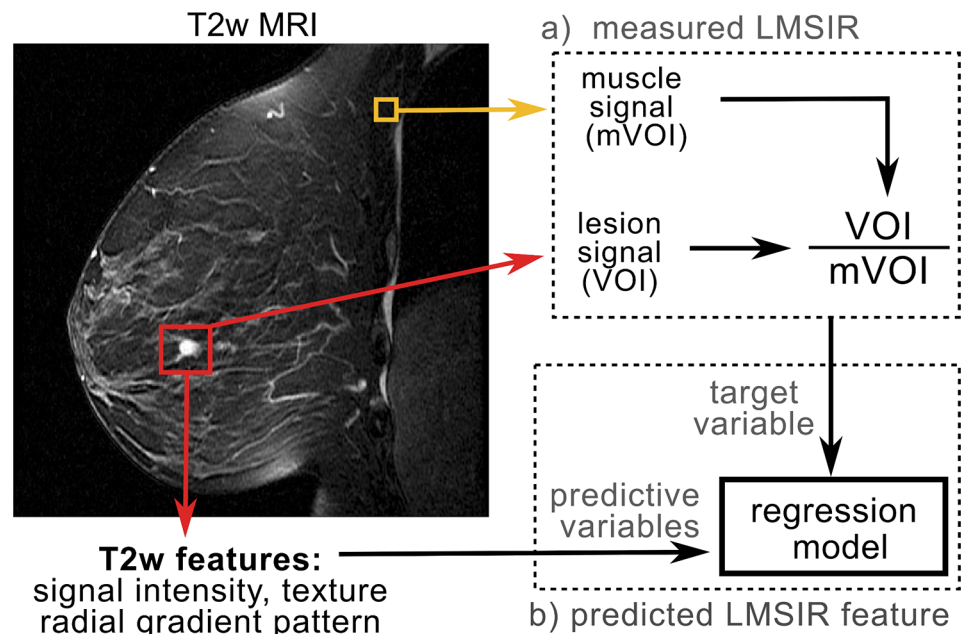 T2w MRI
a) measured LMSIR
muscle
signal
(mVOI)
lesion
signal
(VOI)
VOI
mVOI
target
variable
predictive
variables
regression
model
T2w features:
signal intensity, texture
radial gradient pattern
b) predicted LMSIR feature